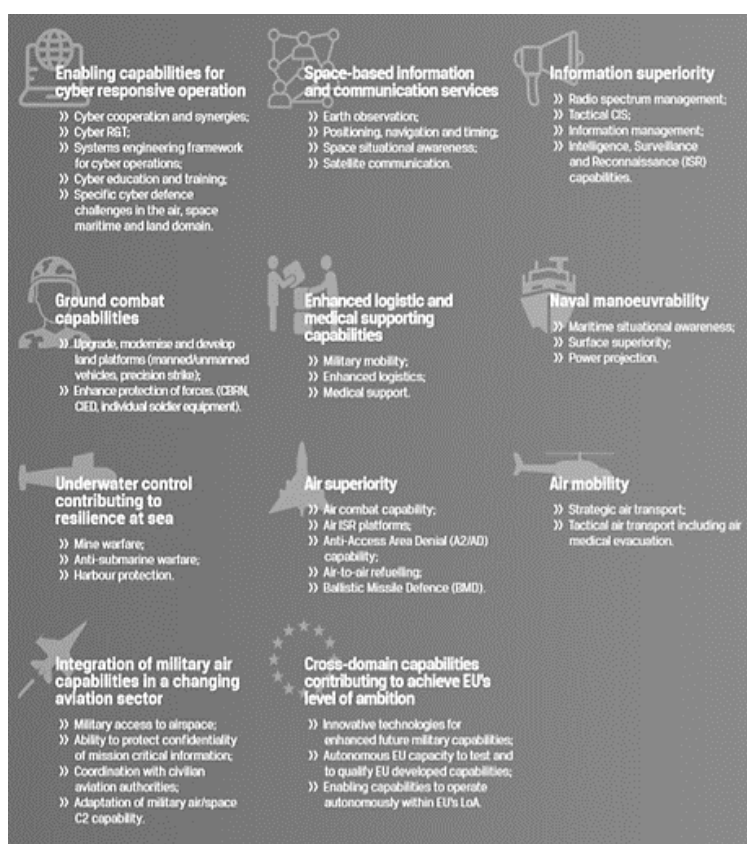 Enabling capabilities for
cyber responsive operation
》 Cyber cooperation and synergies;
》 Cyber R&T;
》 Systems engineering framework
for cyber operations;
》 Cyber education and training;
》 Specific cyber defence
challenges in the air, space
maritime and land domain.
Space-based information
and communication services
》 Earth observation;
》 Positioning, navigation and timing;
》 Space situational awareness;
》 Satellite communication.
Information superiority
》 Radio spectrum management;
》 Tactical CIS;
》 Information management;
》 Intelligence, Surveillance
and Reconnaissance (ISR)
capabilities.
Ground combat
capabilities
》 Upgrade, modernise and develop
land platforms (manned/unmanned
vehicles, precision strike);
》 Enhance protection of forces. (CBRN,
CIED, individual soldier equipment).
Enhanced logistic and
medical supporting
capabilities
》 Military mobility;
》 Enhanced logistics;
》 Medical support.
Naval manoeuvrability
》 Maritime situational awareness;
》 Surface superiority;
》 Power projection.
Underwater control
contributing to
resilience at sea
》 Mine warfare;
》 Anti-submarine warfare;
》 Harbour protection.
Air superiority
》 Air combat capability;
》 Air ISR platforms;
》 Anti-Access Area Denial (A2/AD)
capability;
》 Air-to-air refuelling;
》 Ballistic Missile Defence (BMD).
Air mobility
》 Strategic air transport;
》 Tactical air transport including air
medical evacuation.
Integration of military air
capabilities in a changing
aviation sector
》 Military access to airspace;
》 Ability to protect confidentiality
of mission critical information;
》 Coordination with civilian
aviation authorities;
》 Adaptation of military air/space
C2 capability.
Cross-domain capabilities
contributing to achieve EU's
level of ambition
》 Innovative technologies for
enhanced future military capabilities;
》 Autonomous EU capacity to test and
to qualify EU developed capabilities;
》 Enabling capabilities to operate
autonomously within EU's LoA.